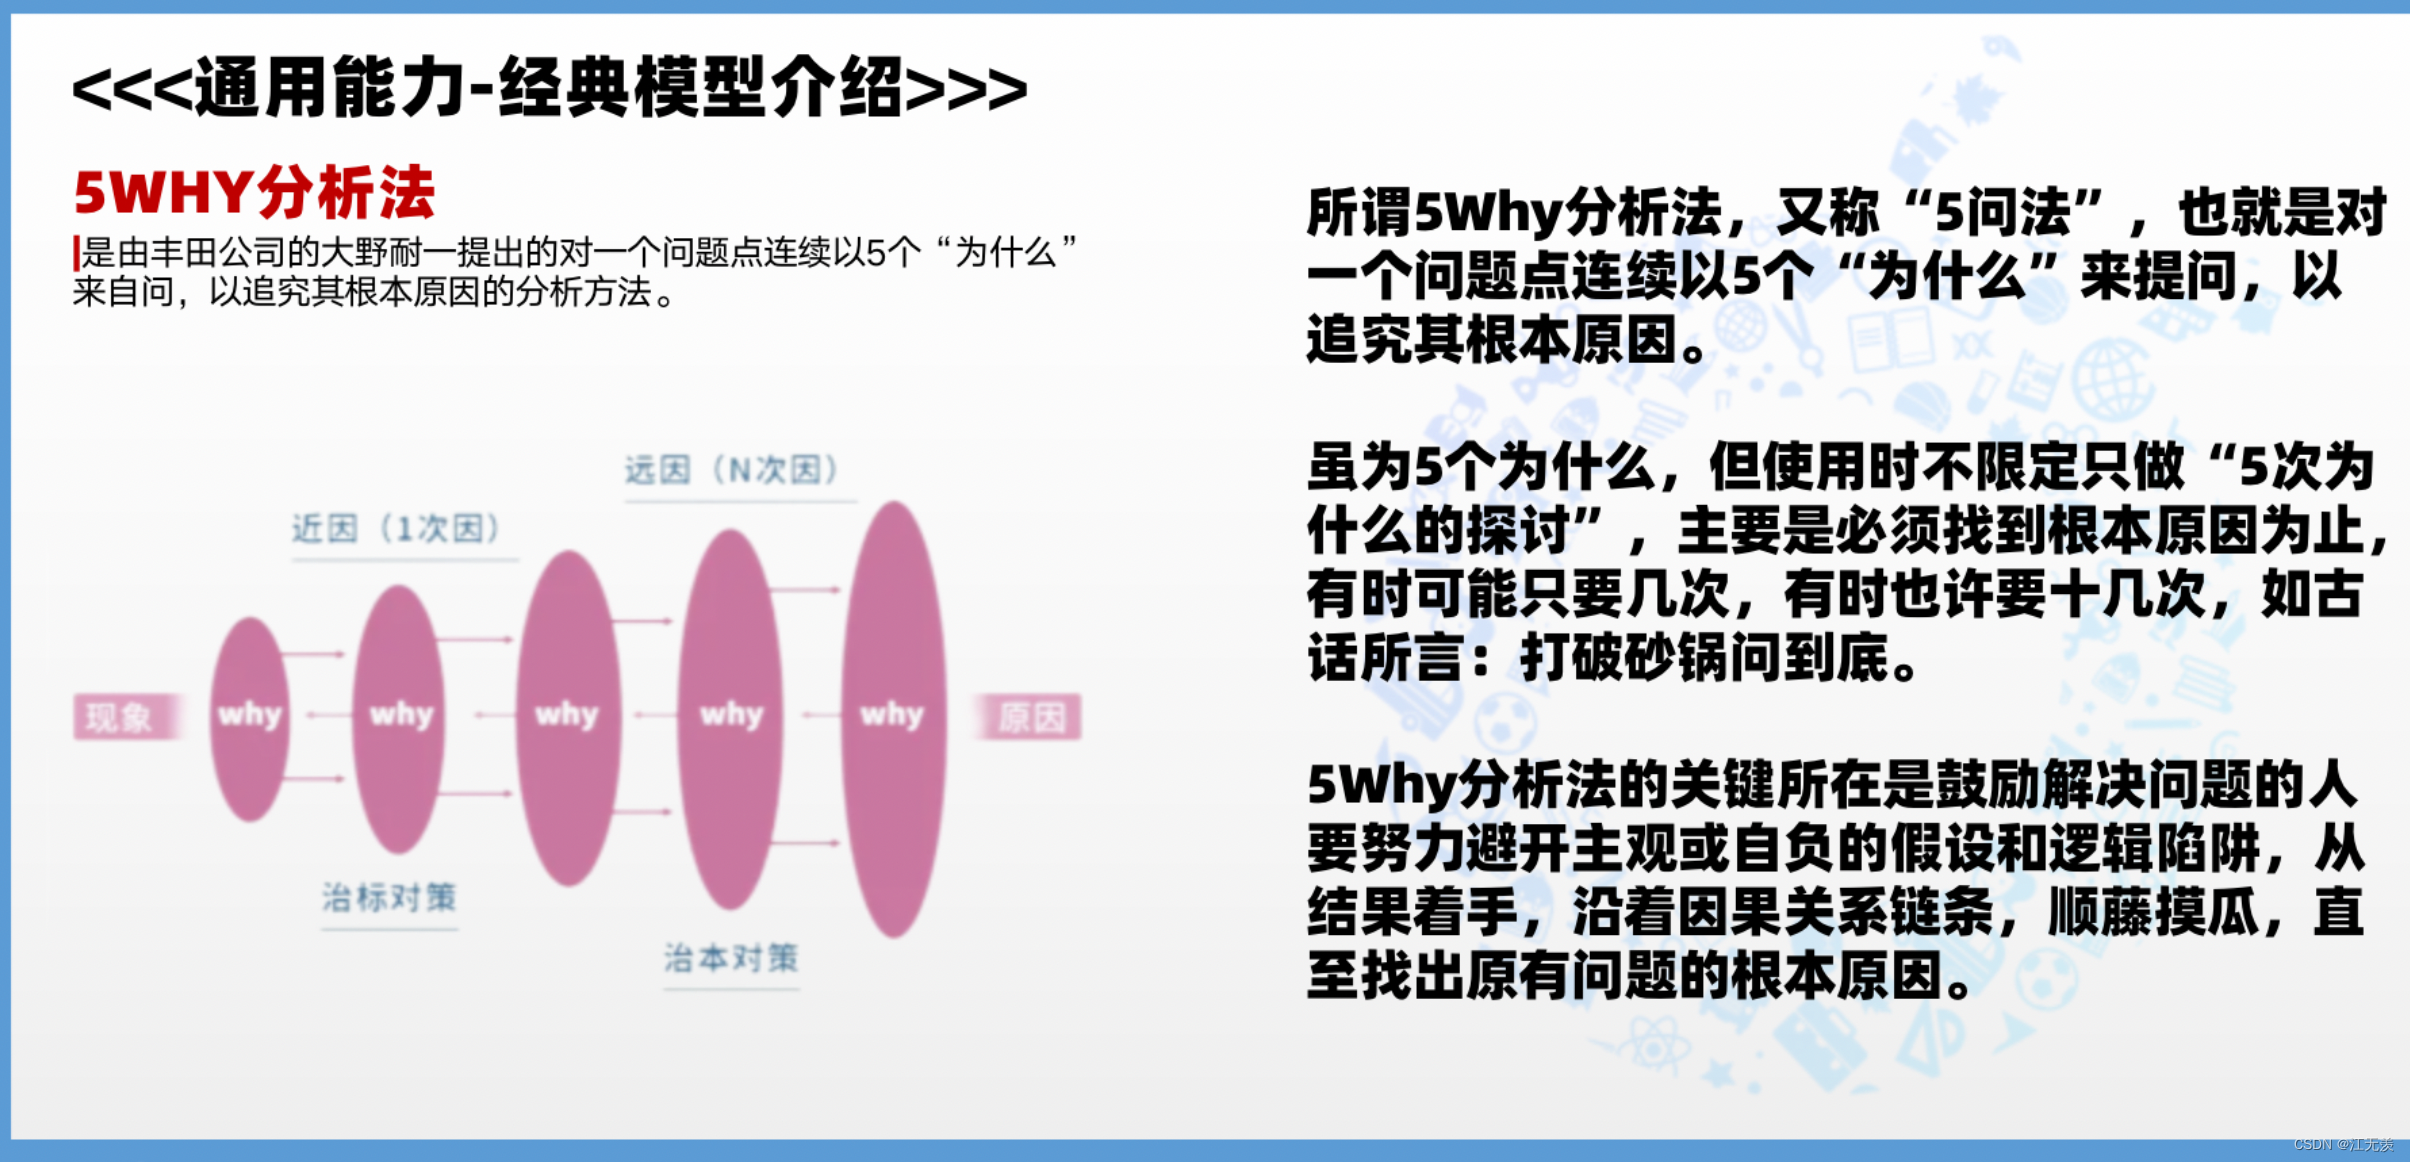 <<<通用能力-经典模型介绍>>>
5WHY分析法
是由丰田公司的大野耐一提出的对一个问题点连续以5个“为什么”
来自问，以追究其根本原因的分析方法。
远因（N次因）
近因（1次因）
现象
why
why
why
why
why
原因
治标对策
治本对策
所谓5Why分析法，又称“5问法”，也就是对
一个问题点连续以5个“为什么”来提问，以
追究其根本原因。
虽为5个为什么，但使用时不限定只做“5次为
什么的探讨”，主要是必须找到根本原因为止，
有时可能只要几次，有时也许要十几次，如古
话所言：打破砂锅问到底。
5Why分析法的关键所在是鼓励解决问题的人
要努力避开主观或自负的假设和逻辑陷阱，从
结果着手，沿着因果关系链条，顺藤摸瓜，直
至找出原有问题的根本原因。
CSDN @江无羡